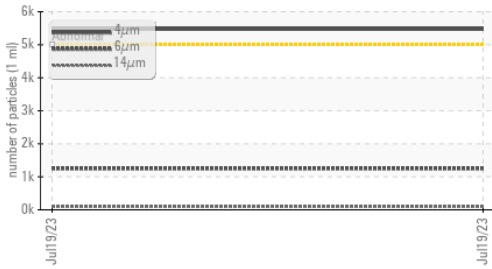 6k
5k
4k
3k
2k
1k
0k
number of particles (1 ml)
Abnormal
4µm
6µm
14µm
Jul19/23
Jul19/23